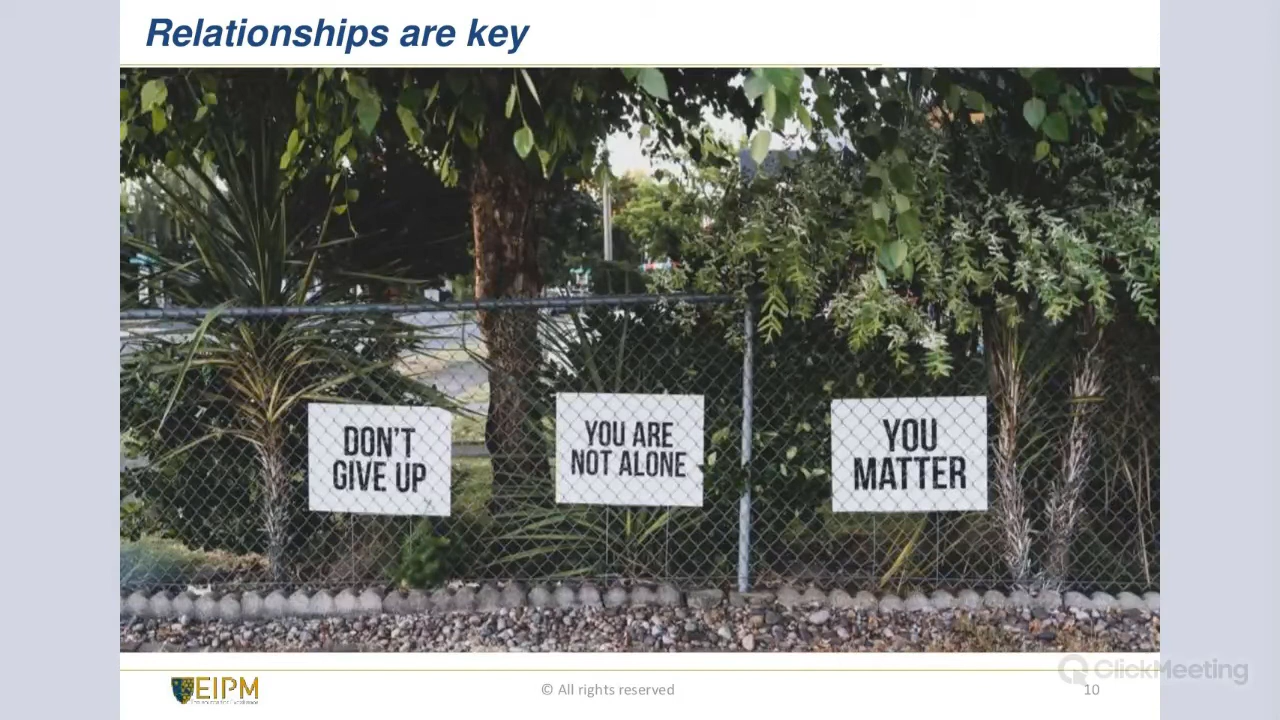 Relationships are key
DON'T
GIVE UP
YOU ARE
NOT ALONE
YOU
MATTER
EIPM
© All rights reserved
10
ClickMeeting